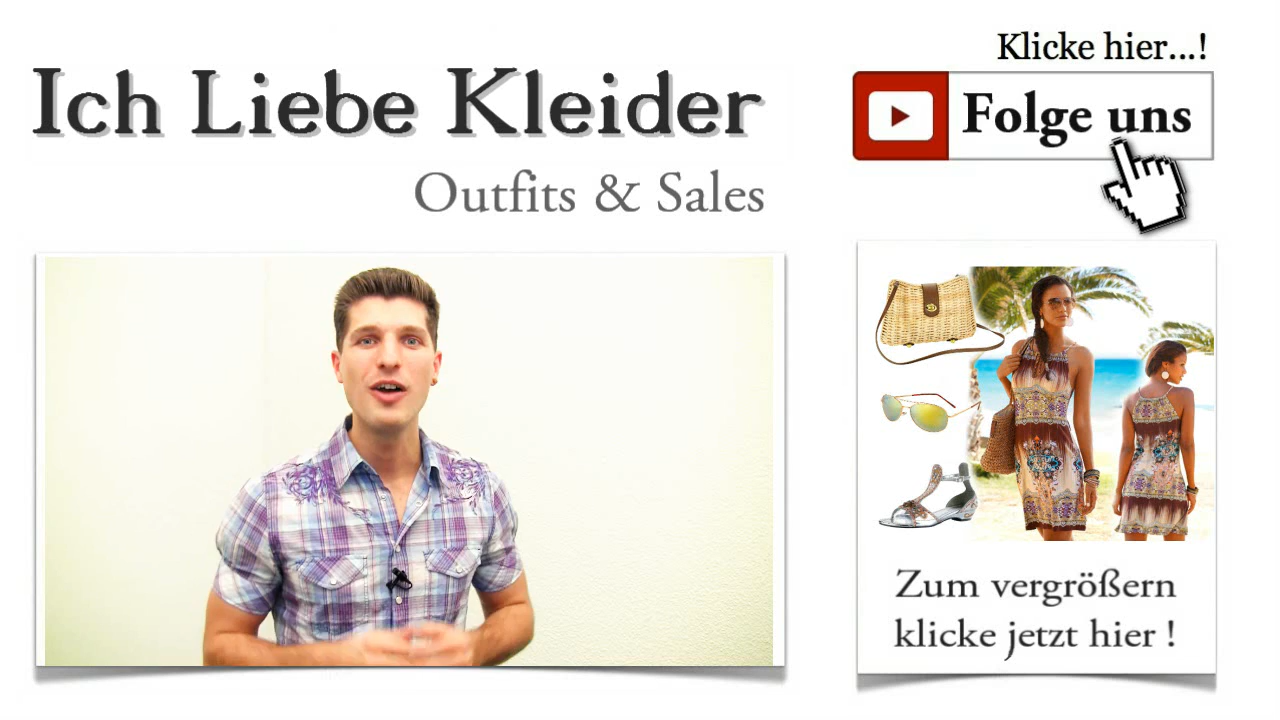 Ich Liebe Kleider
Outfits & Sales
Klicke hier...!
Folge uns
Zum vergrößern
klicke jetzt hier !